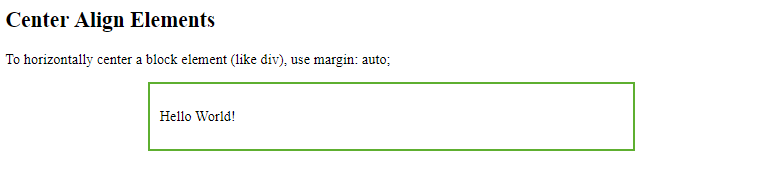 Center Align Elements
To horizontally center a block element (like div), use margin: auto;
Hello World!